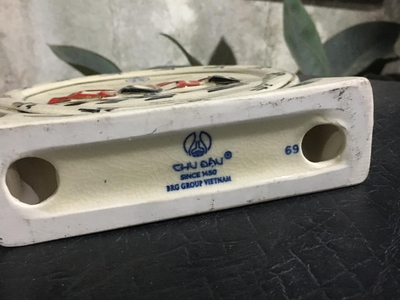 CHU ĐẬU ®
SINCE 1450
BRG GROUP VIETNAM
69